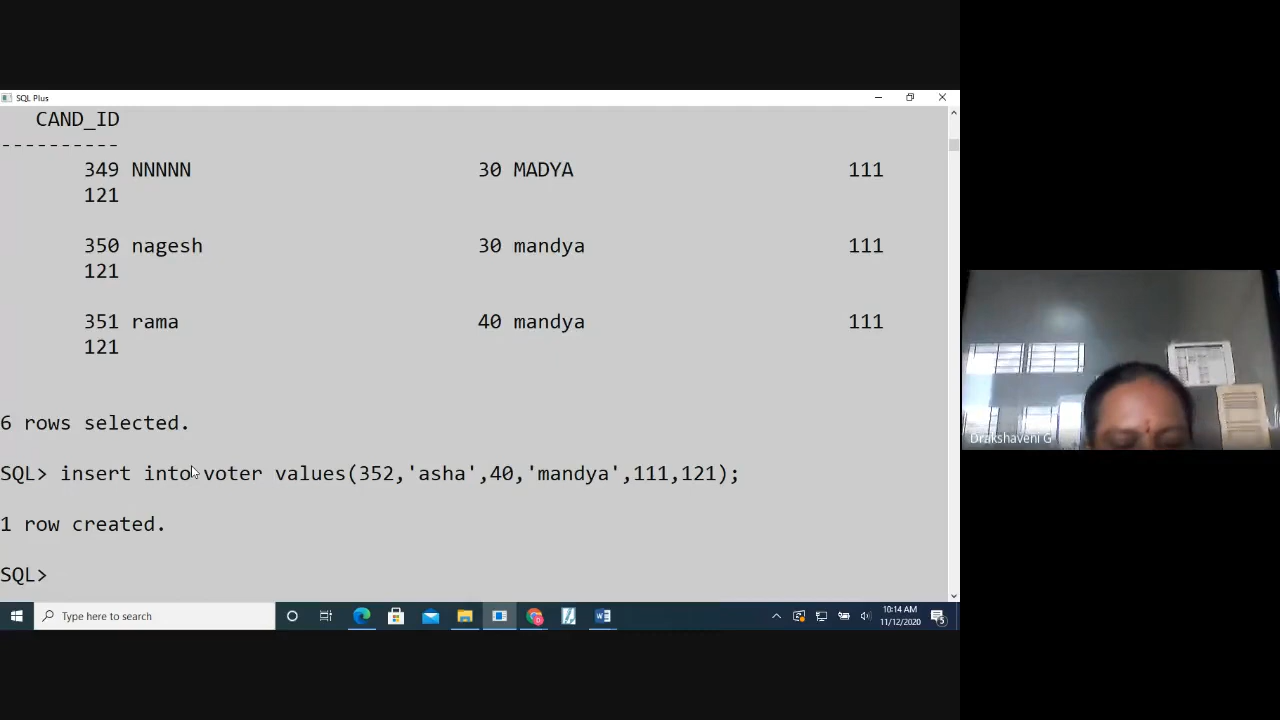 SQL Plus
CAND_ID
----------
349 NNNNN 30 MADYA 111
121
350 nagesh 30 mandya 111
121
351 rama 40 mandya 111
121
6 rows selected.
SQL> insert into voter values(352,'asha',40,'mandya',111,121);
1 row created.
SQL>
Drakshaveni G
Type here to search
10:14 AM
11/12/2020
5